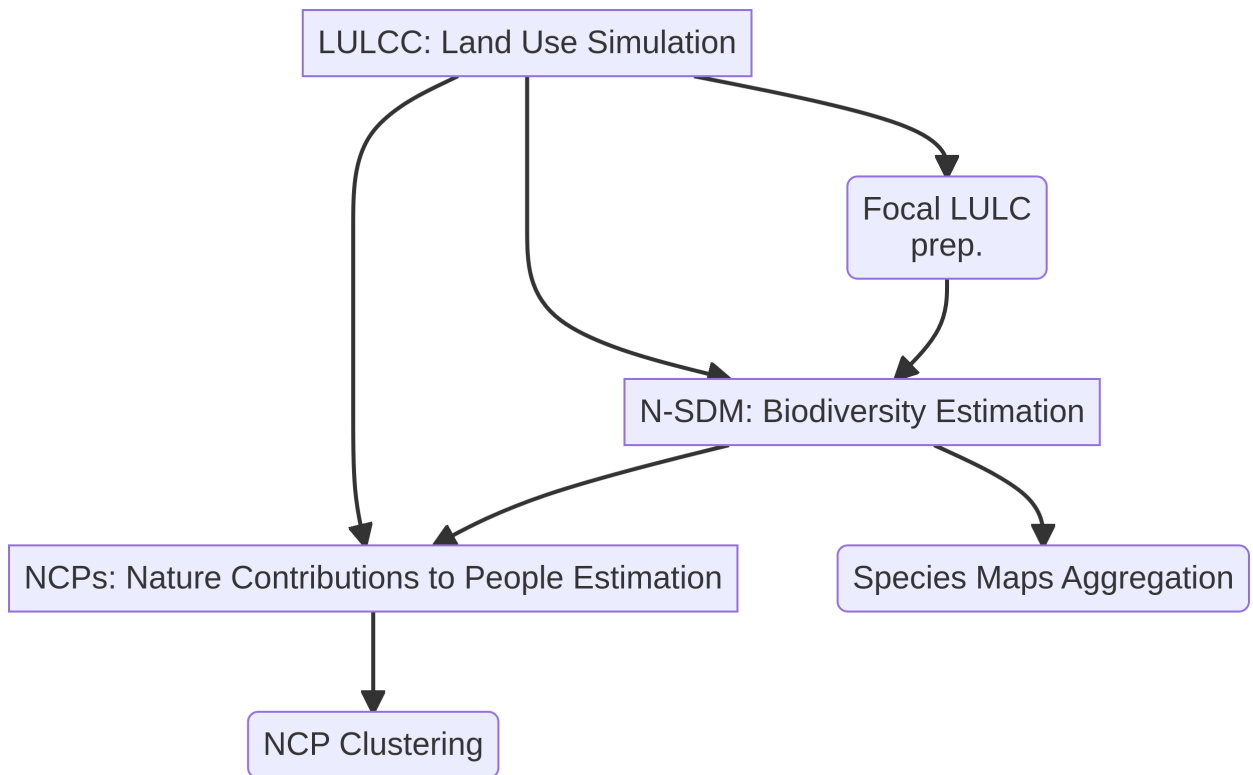 LULCC: Land Use Simulation
Focal LULC
prep.
N-SDM: Biodiversity Estimation
NCPs: Nature Contributions to People Estimation
Species Maps Aggregation
NCP Clustering